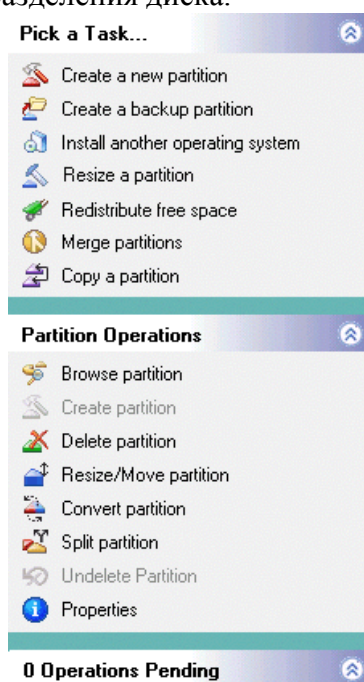 разделения диска.
Pick a Task...
Create a new partition
Create a backup partition
Install another operating system
Resize a partition
Redistribute free space
Merge partitions
Copy a partition
Partition Operations
Browse partition
Create partition
Delete partition
Resize/Move partition
Convert partition
Split partition
Undelete Partition
Properties
0 Operations Pending